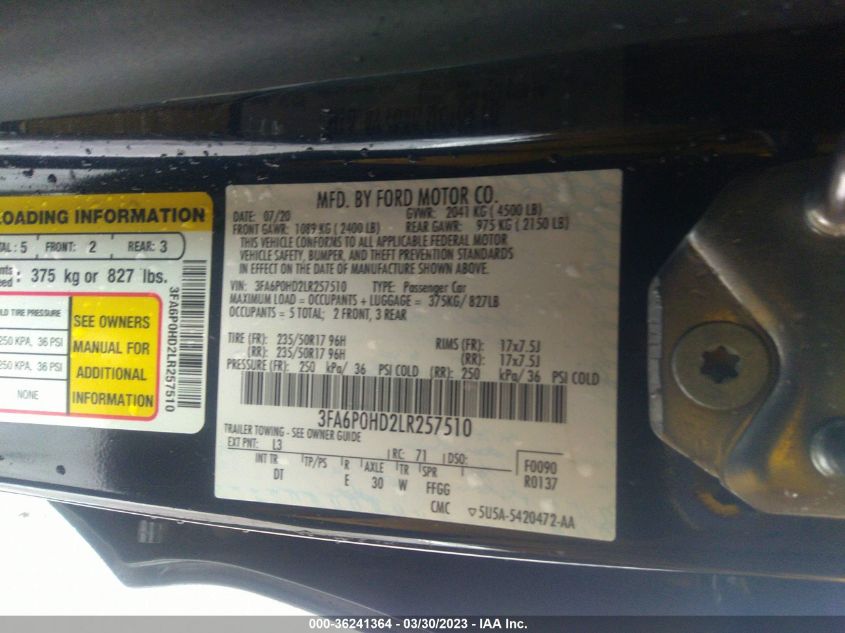 LOADING INFORMATION
TAL: 5 FRONT: 2 REAR: 3
375 kg or 827 lbs.
LD TIRE PRESSURE
250 KPA, 36 PSI
250 KPA, 36 PSI
NONE
SEE OWNERS
MANUAL FOR
ADDITIONAL
INFORMATION
3FA6P0HD2LR257510
MFD. BY FORD MOTOR CO.
DATE: 07/20 GVWR: 2041 KG (4500 LB)
FRONT GAWR: 1089 KG (2400 LB) REAR GAWR: 975 KG (2150 LB)
THIS VEHICLE CONFORMS TO ALL APPLICABLE FEDERAL MOTOR
VEHICLE SAFETY, BUMPER, AND THEFT PREVENTION STANDARDS
IN EFFECT ON THE DATE OF MANUFACTURE SHOWN ABOVE.
VIN: 3FA6P0HD2LR257510 TYPE: Passenger Car
MAXIMUM LOAD = OCCUPANTS + LUGGAGE = 375KG/ 827LB
OCCUPANTS = 5 TOTAL; 2 FRONT, 3 REAR
TIRE (FR): 235/50R17 96H RIMS (FR): 17x7.5J
(RR): 235/50R17 96H (RR): 17x7.5J
PRESSURE (FR): 250 kPa/ 36 PSI COLD (RR): 250 kPa/ 36 PSI COLD
3FA6P0HD2LR257510
TRAILER TOWING - SEE OWNER GUIDE
EXT PNT: L3 RC: 71 DSO: F0090
INT TR TP/PS R AXLE TR SPR R0137
DT E 30 W FFGG
CMC 5U5A-5420472-AA
000-36241364 - 03/30/2023 - IAA Inc.